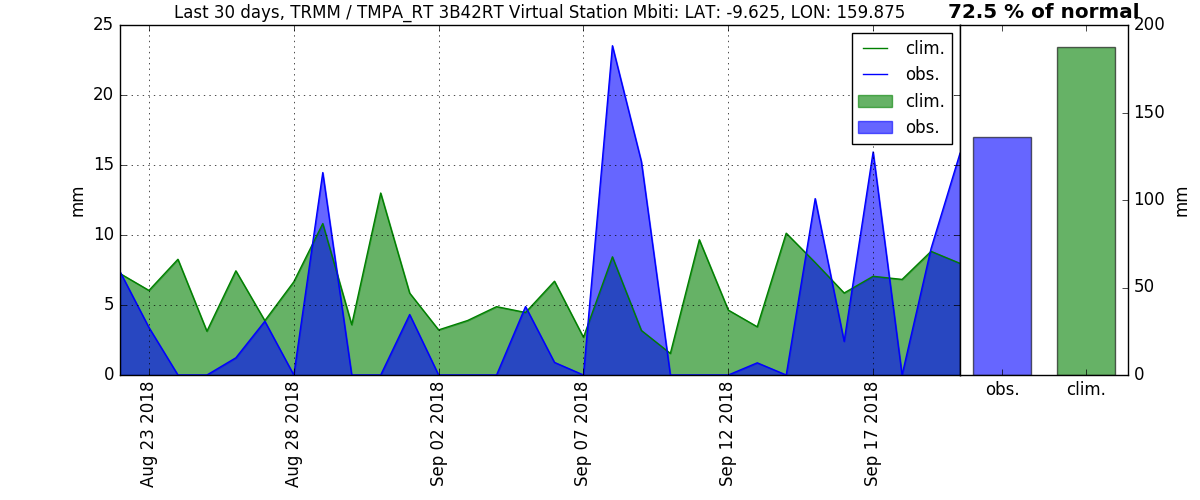 Last 30 days, TRMM / TMPA_RT 3B42RT Virtual Station Mbiti: LAT: -9.625, LON: 159.875
72.5 % of normal
25
20
15
10
5
0
mm
clim.
obs.
clim.
obs.
200
150
100
50
0
mm
obs.
clim.
Aug 23 2018
Aug 28 2018
Sep 02 2018
Sep 07 2018
Sep 12 2018
Sep 17 2018